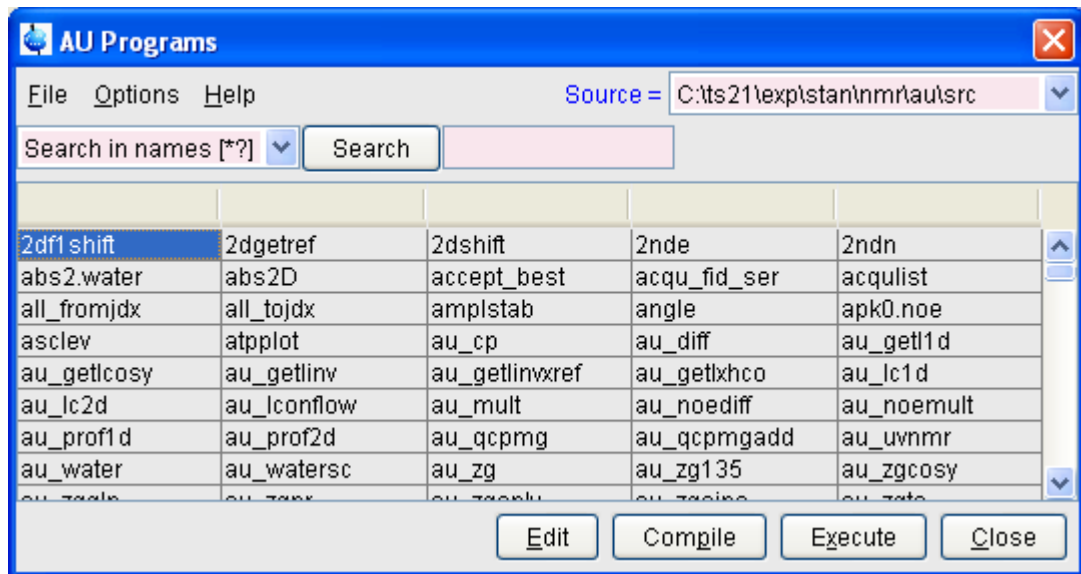 AU Programs
File Options Help Source = C:\ts21\exp\stan\nmr\au\src
Search in names [*?] Search
2df1shift 2dgetref 2dshift 2nde 2ndn
abs2.water abs2D accept_best acqu_fid_ser acqulist
all_fromjdx all_tojdx amplstab angle apk0.noe
asclev atpplot au_cp au_diff au_getl1d
au_getlcosy au_getlinv au_getlinvxref au_getlxhco au_lc1d
au_lc2d au_lconflow au_mult au_noediff au_noemult
au_prof1d au_prof2d au_qcpmg au_qcpmgadd au_uvnmr
au_water au_watersc au_zg au_zg135 au_zgcosy
Edit Compile Execute Close